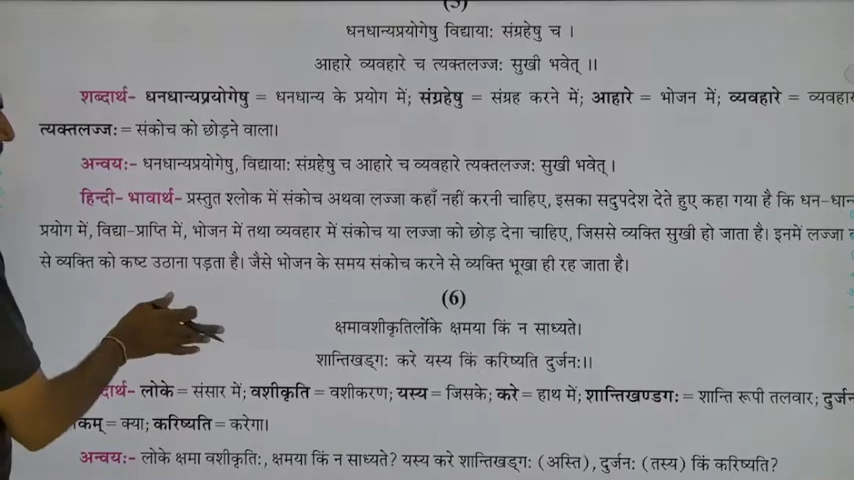 (5)
धनधान्यप्रयोगेषु विद्यायाः संग्रहेषु च ।
आहारे व्यवहारे च त्यक्तलज्जः सुखी भवेत् ।।
शब्दार्थ- धनधान्यप्रयोगेषु = धनधान्य के प्रयोग में; संग्रहेषु = संग्रह करने में; आहारे = भोजन में; व्यवहारे = व्यवहार
त्यक्तलज्जः = संकोच को छोड़ने वाला।
अन्वयः- धनधान्यप्रयोगेषु, विद्यायाः संग्रहेषु च आहारे च व्यवहारे त्यक्तलज्जः सुखी भवेत् ।
हिन्दी- भावार्थ- प्रस्तुत श्लोक में संकोच अथवा लज्जा कहाँ नहीं करनी चाहिए, इसका सदुपदेश देते हुए कहा गया है कि धन-धान
प्रयोग में, विद्या-प्राप्ति में, भोजन में तथा व्यवहार में संकोच या लज्जा को छोड़ देना चाहिए, जिससे व्यक्ति सुखी हो जाता है। इनमें लज्जा
से व्यक्ति को कष्ट उठाना पड़ता है। जैसे भोजन के समय संकोच करने से व्यक्ति भूखा ही रह जाता है।
(6)
क्षमावशीकृतिर्लोके क्षमया किं न साध्यते।
शान्तिखड्गः करे यस्य किं करिष्यति दुर्जनः।।
दार्थ- लोके = संसार में; वशीकृति = वशीकरण; यस्य = जिसके; करे = हाथ में; शान्तिखण्डगः = शान्ति रूपी तलवार; दुर्जन
कम् = क्या; करिष्यति = करेगा।
अन्वयः- लोके क्षमा वशीकृतिः, क्षमया किं न साध्यते? यस्य करे शान्तिखड्गः (अस्ति), दुर्जनः (तस्य) किं करिष्यति?